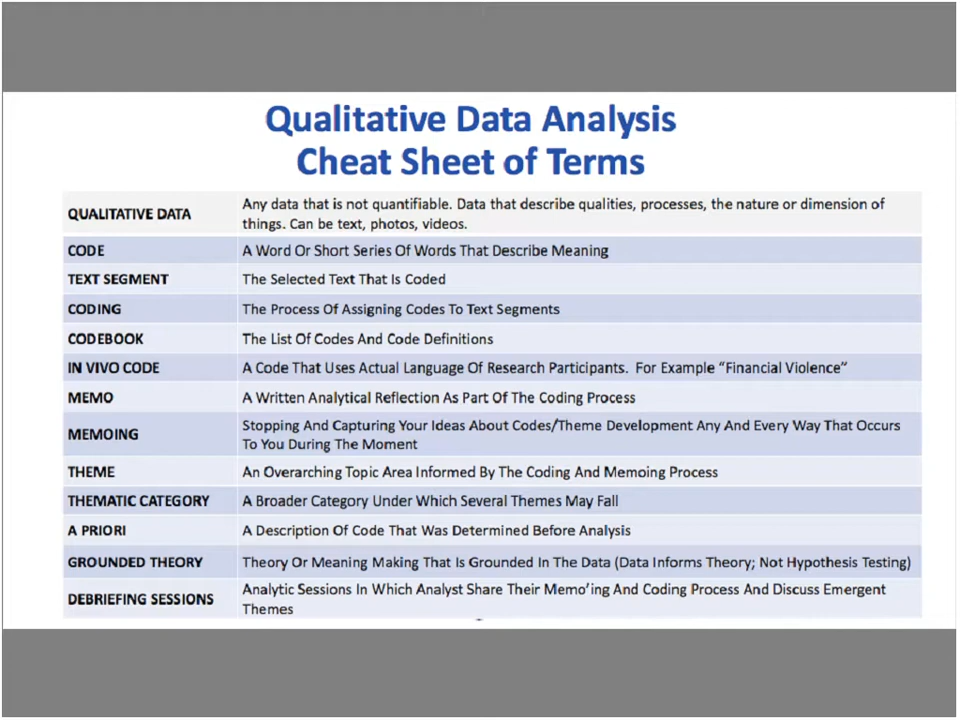 Qualitative Data Analysis
Cheat Sheet of Terms
QUALITATIVE DATA
Any data that is not quantifiable. Data that describe qualities, processes, the nature or dimension of
things. Can be text, photos, videos.
CODE
A Word Or Short Series Of Words That Describe Meaning
TEXT SEGMENT
The Selected Text That Is Coded
CODING
The Process Of Assigning Codes To Text Segments
CODEBOOK
The List Of Codes And Code Definitions
IN VIVO CODE
A Code That Uses Actual Language Of Research Participants. For Example “Financial Violence”
MEMO
A Written Analytical Reflection As Part Of The Coding Process
MEMOING
Stopping And Capturing Your Ideas About Codes/Theme Development Any And Every Way That Occurs
To You During The Moment
THEME
An Overarching Topic Area Informed By The Coding And Memoing Process
THEMATIC CATEGORY
A Broader Category Under Which Several Themes May Fall
A PRIORI
A Description Of Code That Was Determined Before Analysis
GROUNDED THEORY
Theory Or Meaning Making That Is Grounded In The Data (Data Informs Theory; Not Hypothesis Testing)
DEBRIEFING SESSIONS
Analytic Sessions In Which Analyst Share Their Memo’ing And Coding Process And Discuss Emergent
Themes